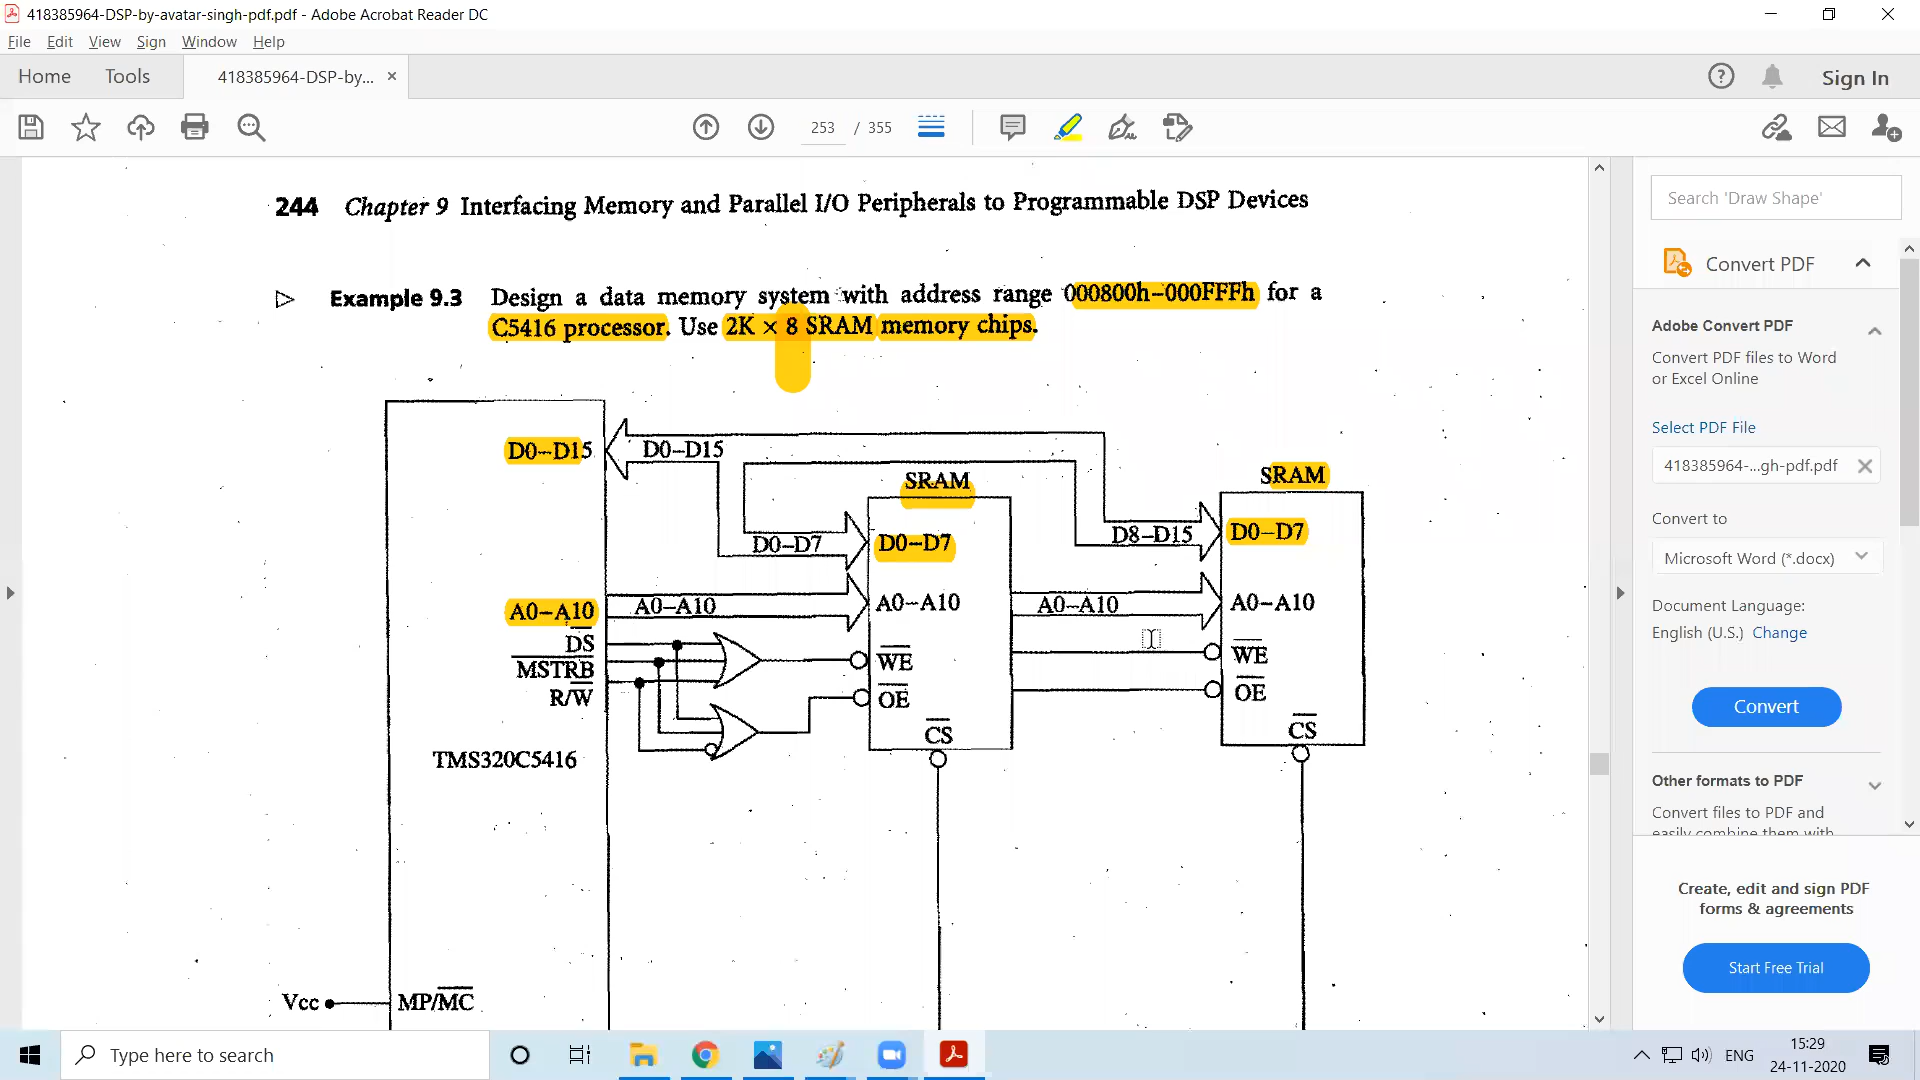 418385964-DSP-by-avatar-singh-pdf.pdf - Adobe Acrobat Reader DC
File Edit View Sign Window Help
Home Tools 418385964-DSP-by... × Sign In
253 / 355
244 Chapter 9 Interfacing Memory and Parallel I/O Peripherals to Programmable DSP Devices
Example 9.3 Design a data memory system with address range 000800h–000FFFh for a
C5416 processor. Use 2K × 8 SRAM memory chips.
D0–D15 D0–D15
SRAM
SRAM
D0–D7 D0–D7
D8–D15 D0–D7
A0–A10 A0–A10 A0–A10 A0–A10 A0–A10
DS
MSTRB
R/W
WE
OE
CS
WE
OE
CS
TMS320C5416
Vcc MP/MC
Search 'Draw Shape'
Convert PDF
Adobe Convert PDF
Convert PDF files to Word
or Excel Online
Select PDF File
418385964-...gh-pdf.pdf
Convert to
Microsoft Word (*.docx)
Document Language:
English (U.S.) Change
Convert
Other formats to PDF
Convert files to PDF and
easily combine them with
Create, edit and sign PDF
forms & agreements
Start Free Trial
Type here to search
ENG
15:29
24-11-2020